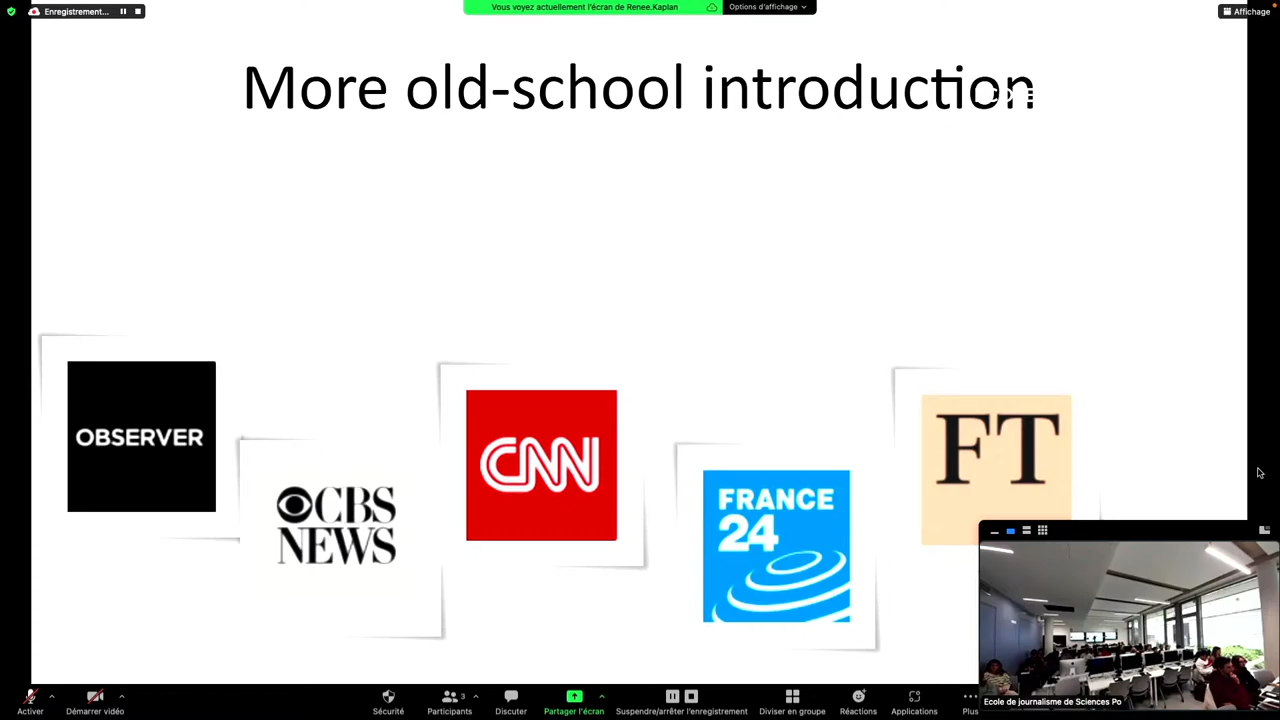 Enregistrement...
Vous voyez actuellement l'écran de Renee.Kaplan
Options d'affichage
Affichage
More old-school introduction
OBSERVER
CBS
NEWS
CNN
FRANCE
24
FT
Ecole de journalisme de Sciences Po
Activer
Démarrer vidéo
Sécurité
Participants
3
Discuter
Partager l'écran
Suspendre/arrêter l'enregistrement
Diviser en groupe
Réactions
Applications
Plus